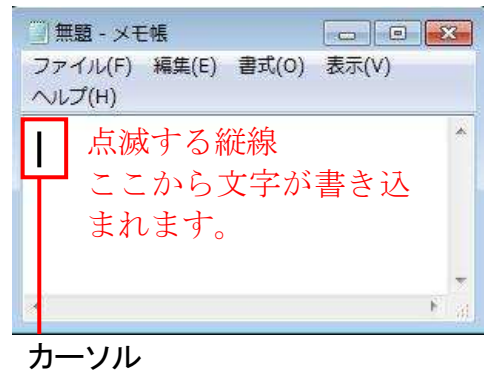 無題 - メモ帳
ファイル(F) 編集(E) 書式(O) 表示(V)
ヘルプ(H)
点滅する縦線
ここから文字が書き込
まれます。
カーソル